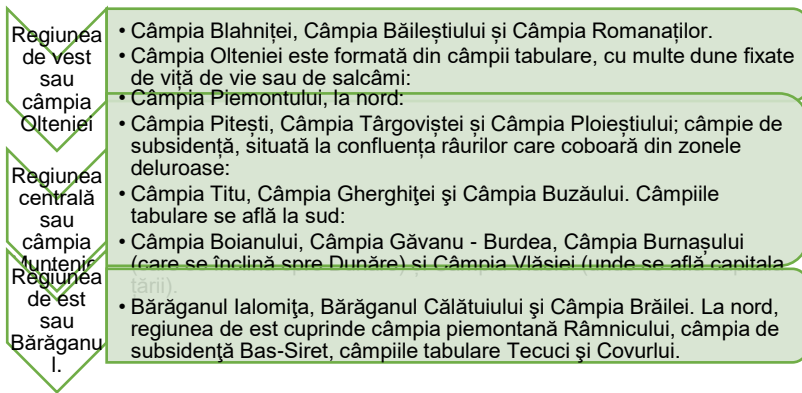 Regiunea
de vest
sau
câmpia
Olteniei
• Câmpia Blahniței, Câmpia Băileștiului și Câmpia Romanaților.
• Câmpia Olteniei este formată din câmpii tabulare, cu multe dune fixate
de viță de vie sau de salcâmi:
Regiunea
centrală
sau
câmpia
Munteniei
• Câmpia Piemontului, la nord:
• Câmpia Pitești, Câmpia Târgoviștei și Câmpia Ploieștiului; câmpie de
subsidență, situată la confluența râurilor care coboară din zonele
deluroase:
• Câmpia Titu, Câmpia Gherghiţei şi Câmpia Buzăului. Câmpiile
tabulare se află la sud:
• Câmpia Boianului, Câmpia Găvanu - Burdea, Câmpia Burnașului
(care se înclină spre Dunăre) și Câmpia Vlăsiei (unde se află capitala
țării).
Regiunea
de est
sau
Bărăganu
l.
• Bărăganul Ialomiţa, Bărăganul Călătuiului şi Câmpia Brăilei. La nord,
regiunea de est cuprinde câmpia piemontană Râmnicului, câmpia de
subsidenţă Bas-Siret, câmpiile tabulare Tecuci şi Covurlui.